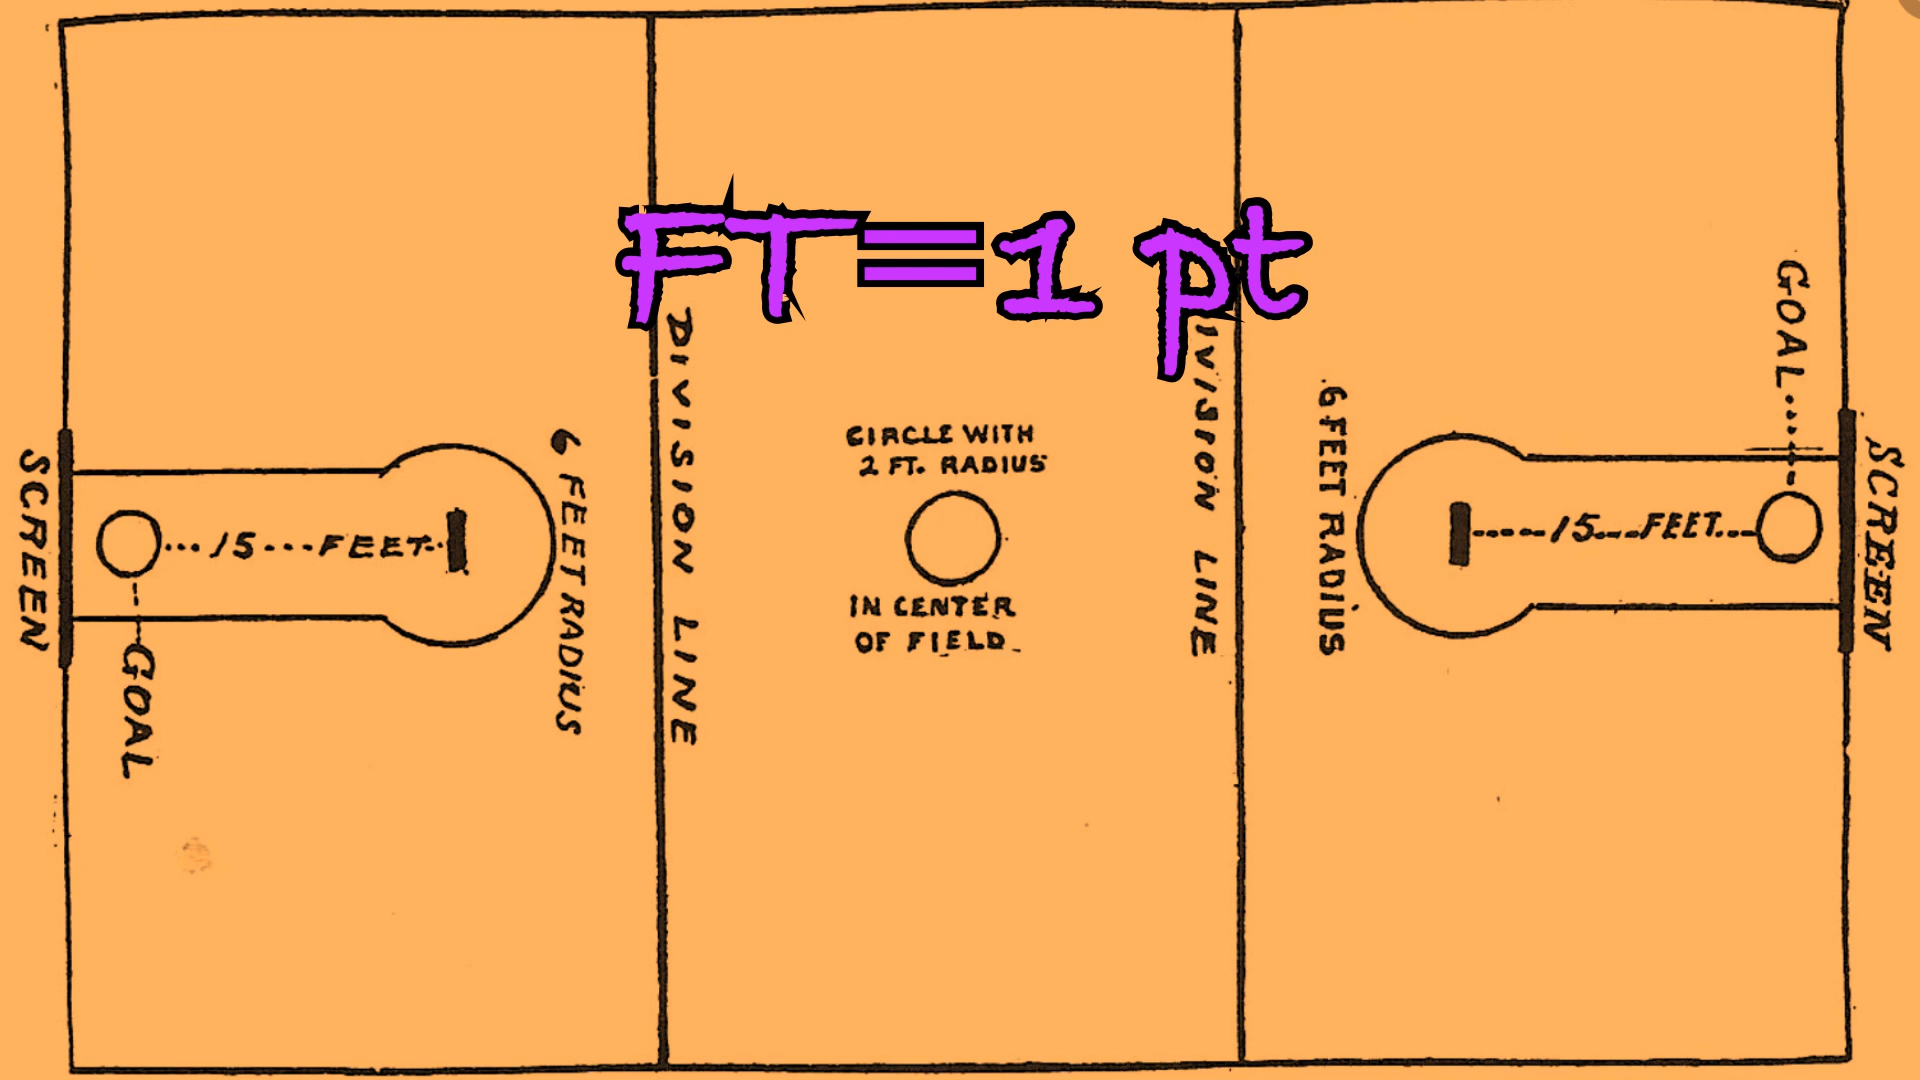 FT=1 pt
DIVISION LINE
IVISION LINE
GOAL
6 FEET RADIUS
6 FEET RADIUS
CIRCLE WITH
2 FT. RADIUS
SCREEN
SCREEN
15 FEET
15 FEET
IN CENTER
OF FIELD.
GOAL